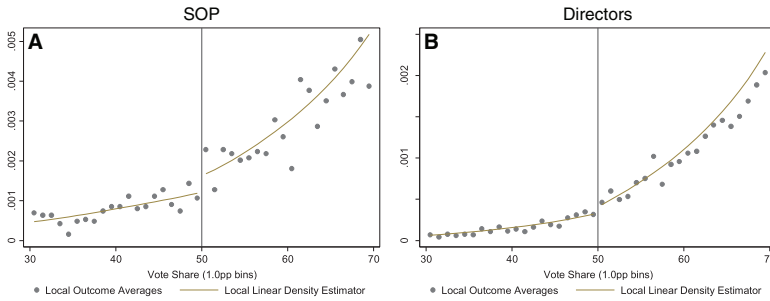 SOP
A
.005
.004
.003
.002
.001
0
30 40 50 60 70
Vote Share (1.0pp bins)
Local Outcome Averages Local Linear Density Estimator
Directors
B
.002
.001
0
30 40 50 60 70
Vote Share (1.0pp bins)
Local Outcome Averages Local Linear Density Estimator